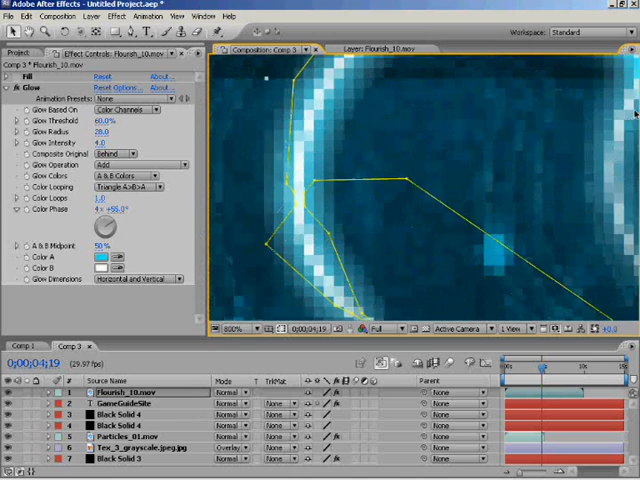 Adobe After Effects - Untitled Project.aep *
File Edit Composition Layer Effect Animation View Window Help
Workspace: Standard
Project Effect Controls: Flourish_10.mov
Composition: Comp 3 Layer: Flourish_10.mov
Comp 3 * Flourish_10.mov
Fill Reset
Glow Reset Options...
Animation Presets: None
Glow Based On Color Channels
Glow Threshold 60.0%
Glow Radius 28.0
Glow Intensity 4.0
Composite Original Behind
Glow Operation Add
Glow Colors A & B Colors
Color Looping Triangle A>B>A
Color Loops 1.0
Color Phase
A & B Midpoint 50 %
Color A
Color B
Glow Dimensions Horizontal and Vertical
800% 0;00;04;19 Full Active Camera 1 View +0.0
Comp 1 Comp 3
0;00;04;19 (29.97 fps)
# Source Name Mode T TrkMat Parent
1 Flourish_10.mov Normal None
2 T GameGuideSite Normal None None
3 Black Solid 4 Normal None None
4 Black Solid 4 Normal None None
5 Particles_01.mov Normal None None
6 Tex_3_grayscale.jpeg.jpg Overlay None None
7 Black Solid 3 Normal None None